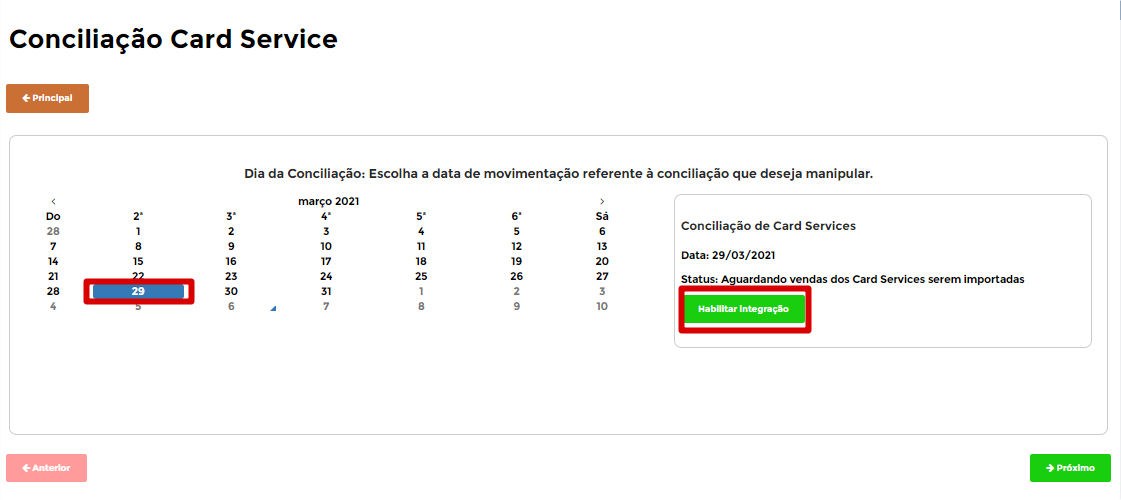 Conciliação Card Service
Principal
Dia da Conciliação: Escolha a data de movimentação referente à conciliação que deseja manipular.
< março 2021 >
Do 2ª 3ª 4ª 5ª 6ª Sá
28 1 2 3 4 5 6
7 8 9 10 11 12 13
14 15 16 17 18 19 20
21 22 23 24 25 26 27
28 29 30 31 1 2 3
4 5 6 7 8 9 10
Conciliação de Card Services
Data: 29/03/2021
Status: Aguardando vendas dos Card Services serem importadas
Habilitar Integração
Anterior
Próximo